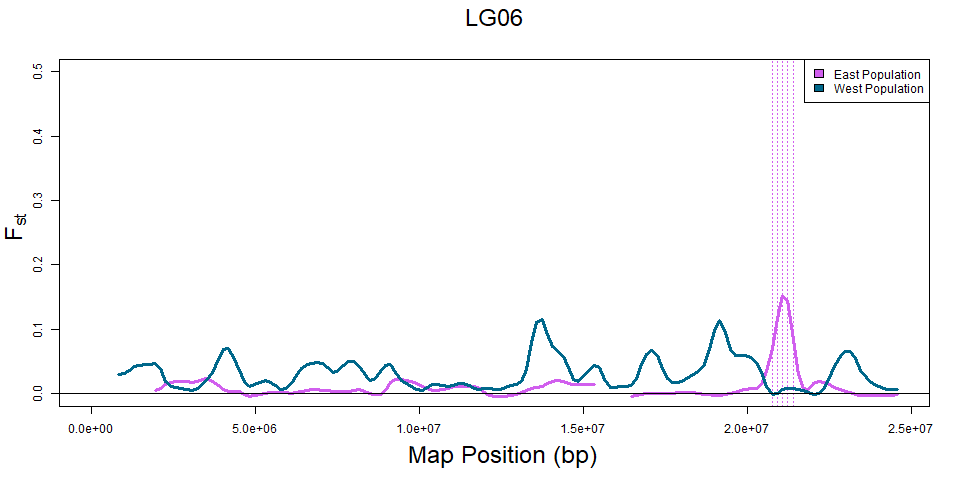 LG06
East Population
West Population
0.5
0.4
0.3
0.2
0.1
0.0
Fst
0.0e+00 5.0e+06 1.0e+07 1.5e+07 2.0e+07 2.5e+07
Map Position (bp)